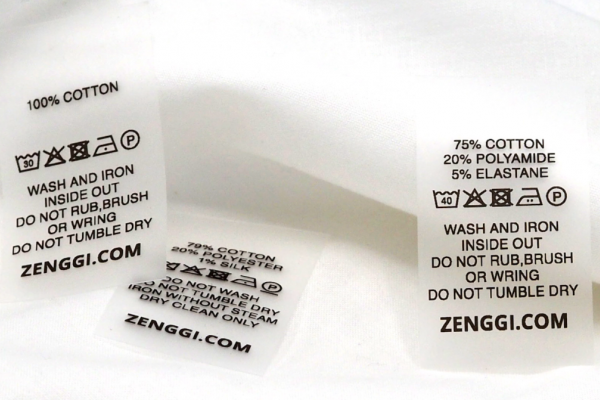 100% COTTON
30 P
WASH AND IRON
INSIDE OUT
DO NOT RUB,BRUSH
OR WRING
DO NOT TUMBLE DRY
ZENGGI.COM
79% COTTON
20% POLYESTER
1% SILK
P
DO NOT WASH
DO NOT TUMBLE DRY
IRON WITHOUT STEAM
DRY CLEAN ONLY
ZENGGI.COM
75% COTTON
20% POLYAMIDE
5% ELASTANE
40 P
WASH AND IRON
INSIDE OUT
DO NOT RUB,BRUSH
OR WRING
DO NOT TUMBLE DRY
ZENGGI.COM